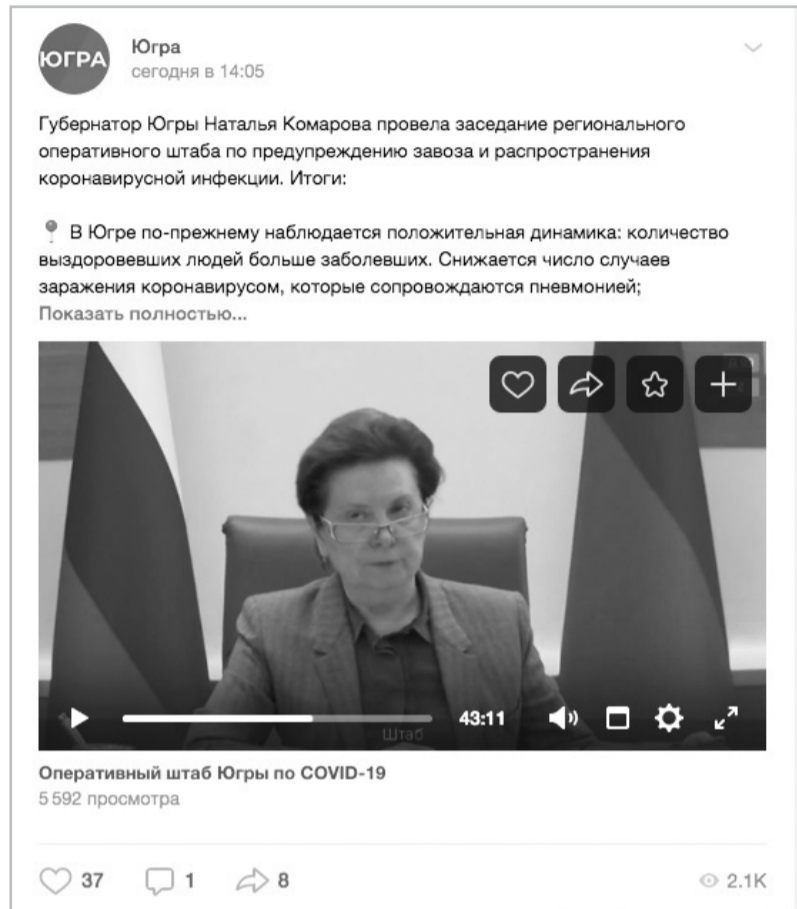 ЮГРА
Югра
сегодня в 14:05
Губернатор Югры Наталья Комарова провела заседание регионального
оперативного штаба по предупреждению завоза и распространения
коронавирусной инфекции. Итоги:
В Югре по-прежнему наблюдается положительная динамика: количество
выздоровевших людей больше заболевших. Снижается число случаев
заражения коронавирусом, которые сопровождаются пневмонией;
Показать полностью...
43:11
Штаб
Оперативный штаб Югры по COVID-19
5 592 просмотра
37 1 8 2.1K